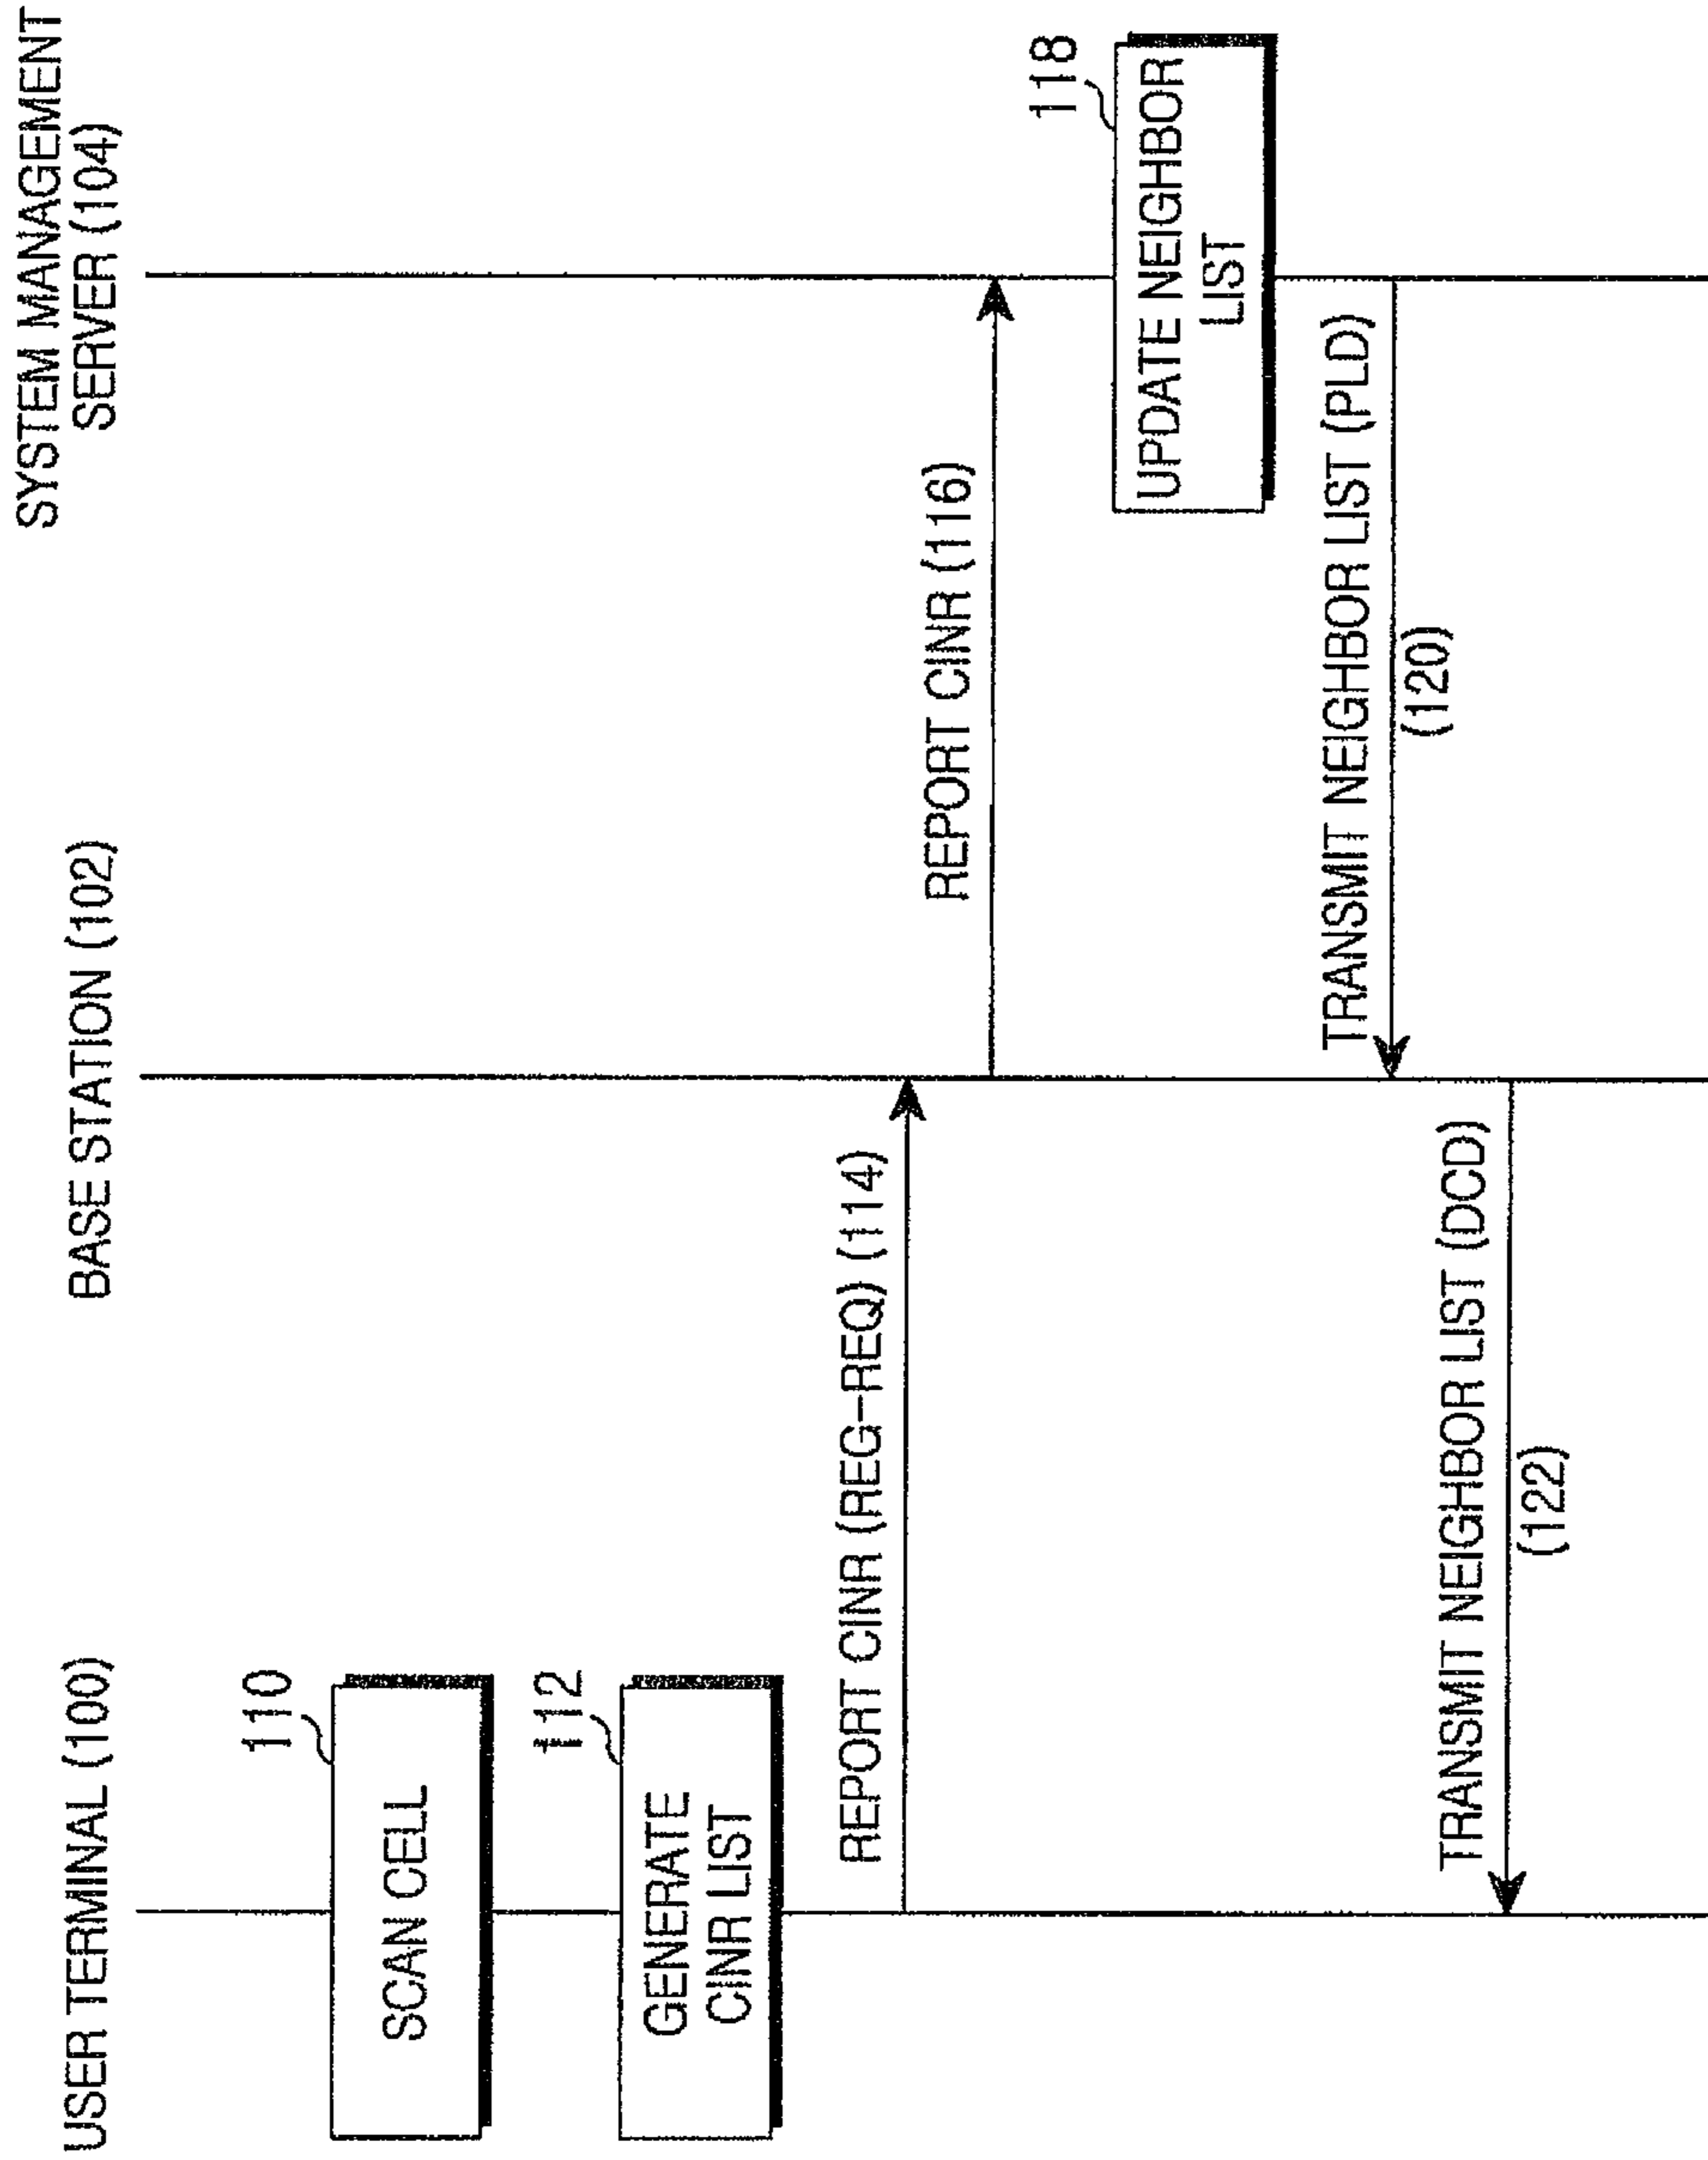 USER TERMINAL (100)
BASE STATION (102)
SYSTEM MANAGEMENT
SERVER (104)
110
SCAN CELL
112
GENERATE
CINR LIST
REPORT CINR (REG-REQ) (114)
REPORT CINR (116)
118
UPDATE NEIGHBOR
LIST
TRANSMIT NEIGHBOR LIST (PLD)
(120)
TRANSMIT NEIGHBOR LIST (DCD)
(122)